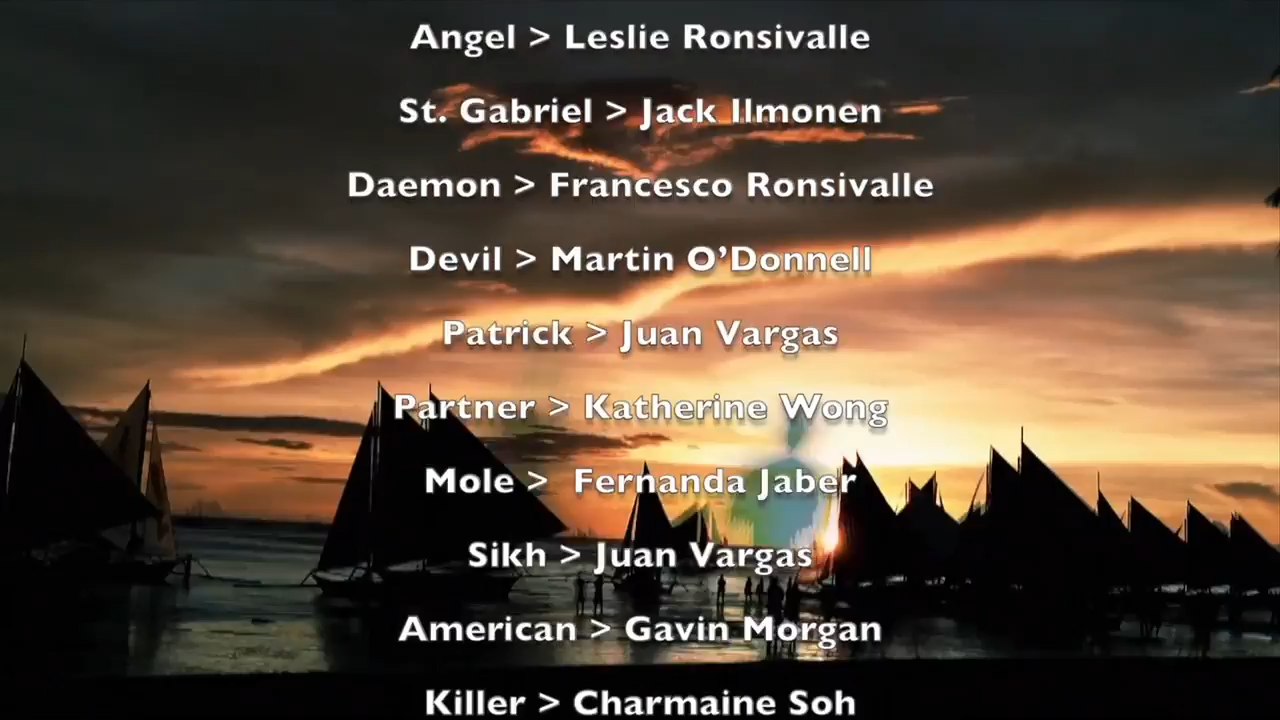 Angel > Leslie Ronsivalle
St. Gabriel > Jack Ilmonen
Daemon > Francesco Ronsivalle
Devil > Martin O’Donnell
Patrick > Juan Vargas
Partner > Katherine Wong
Mole >  Fernanda Jaber
Sikh > Juan Vargas
American > Gavin Morgan
Killer > Charmaine Soh